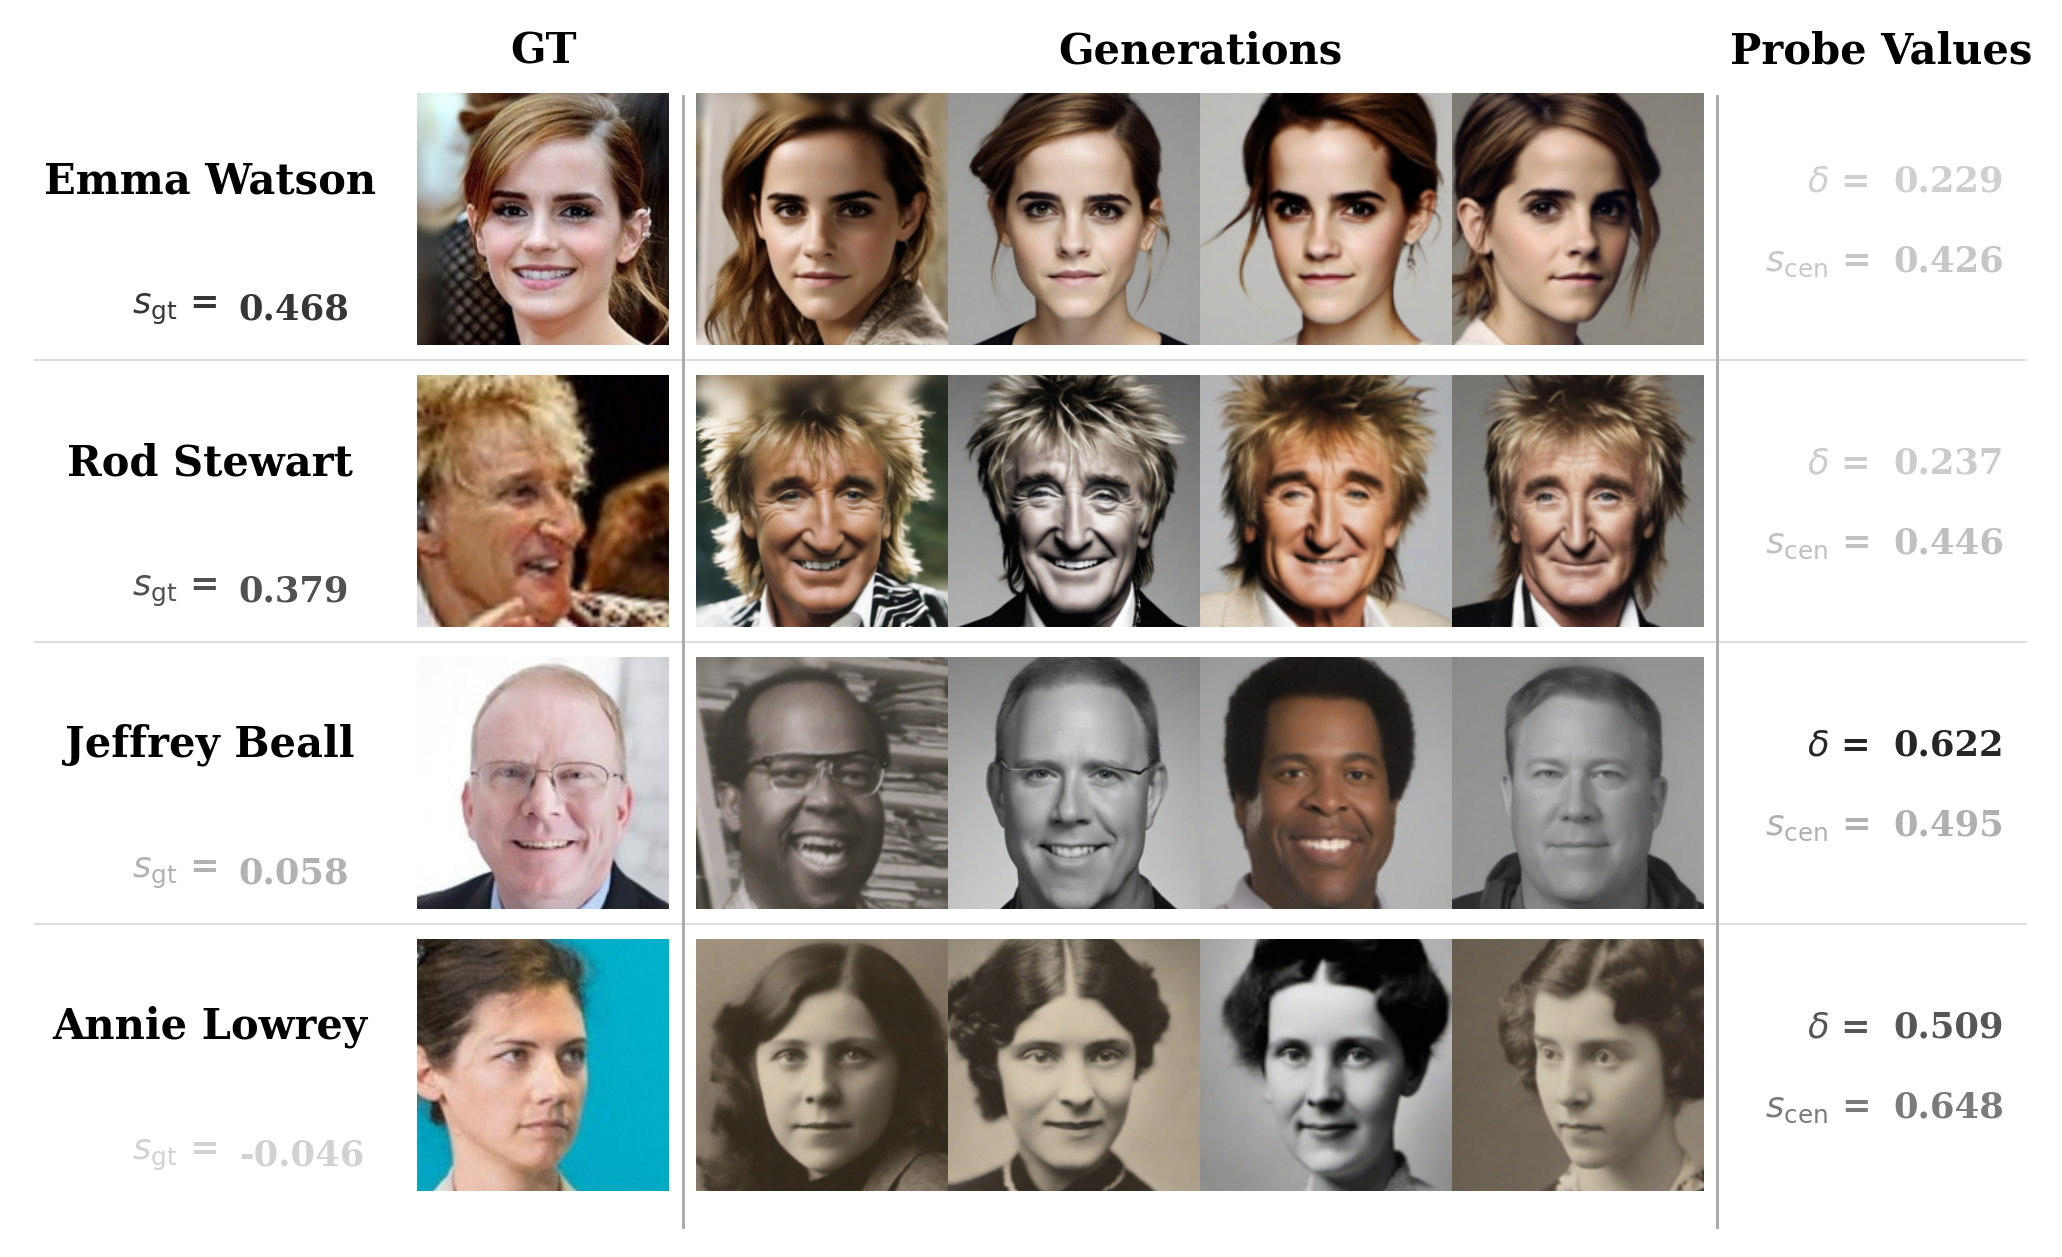 GT Generations Probe Values
Emma Watson
δ = 0.229
s_cen = 0.426
s_gt = 0.468
Rod Stewart
δ = 0.237
s_cen = 0.446
s_gt = 0.379
Jeffrey Beall
δ = 0.622
s_cen = 0.495
s_gt = 0.058
Annie Lowrey
δ = 0.509
s_cen = 0.648
s_gt = -0.046